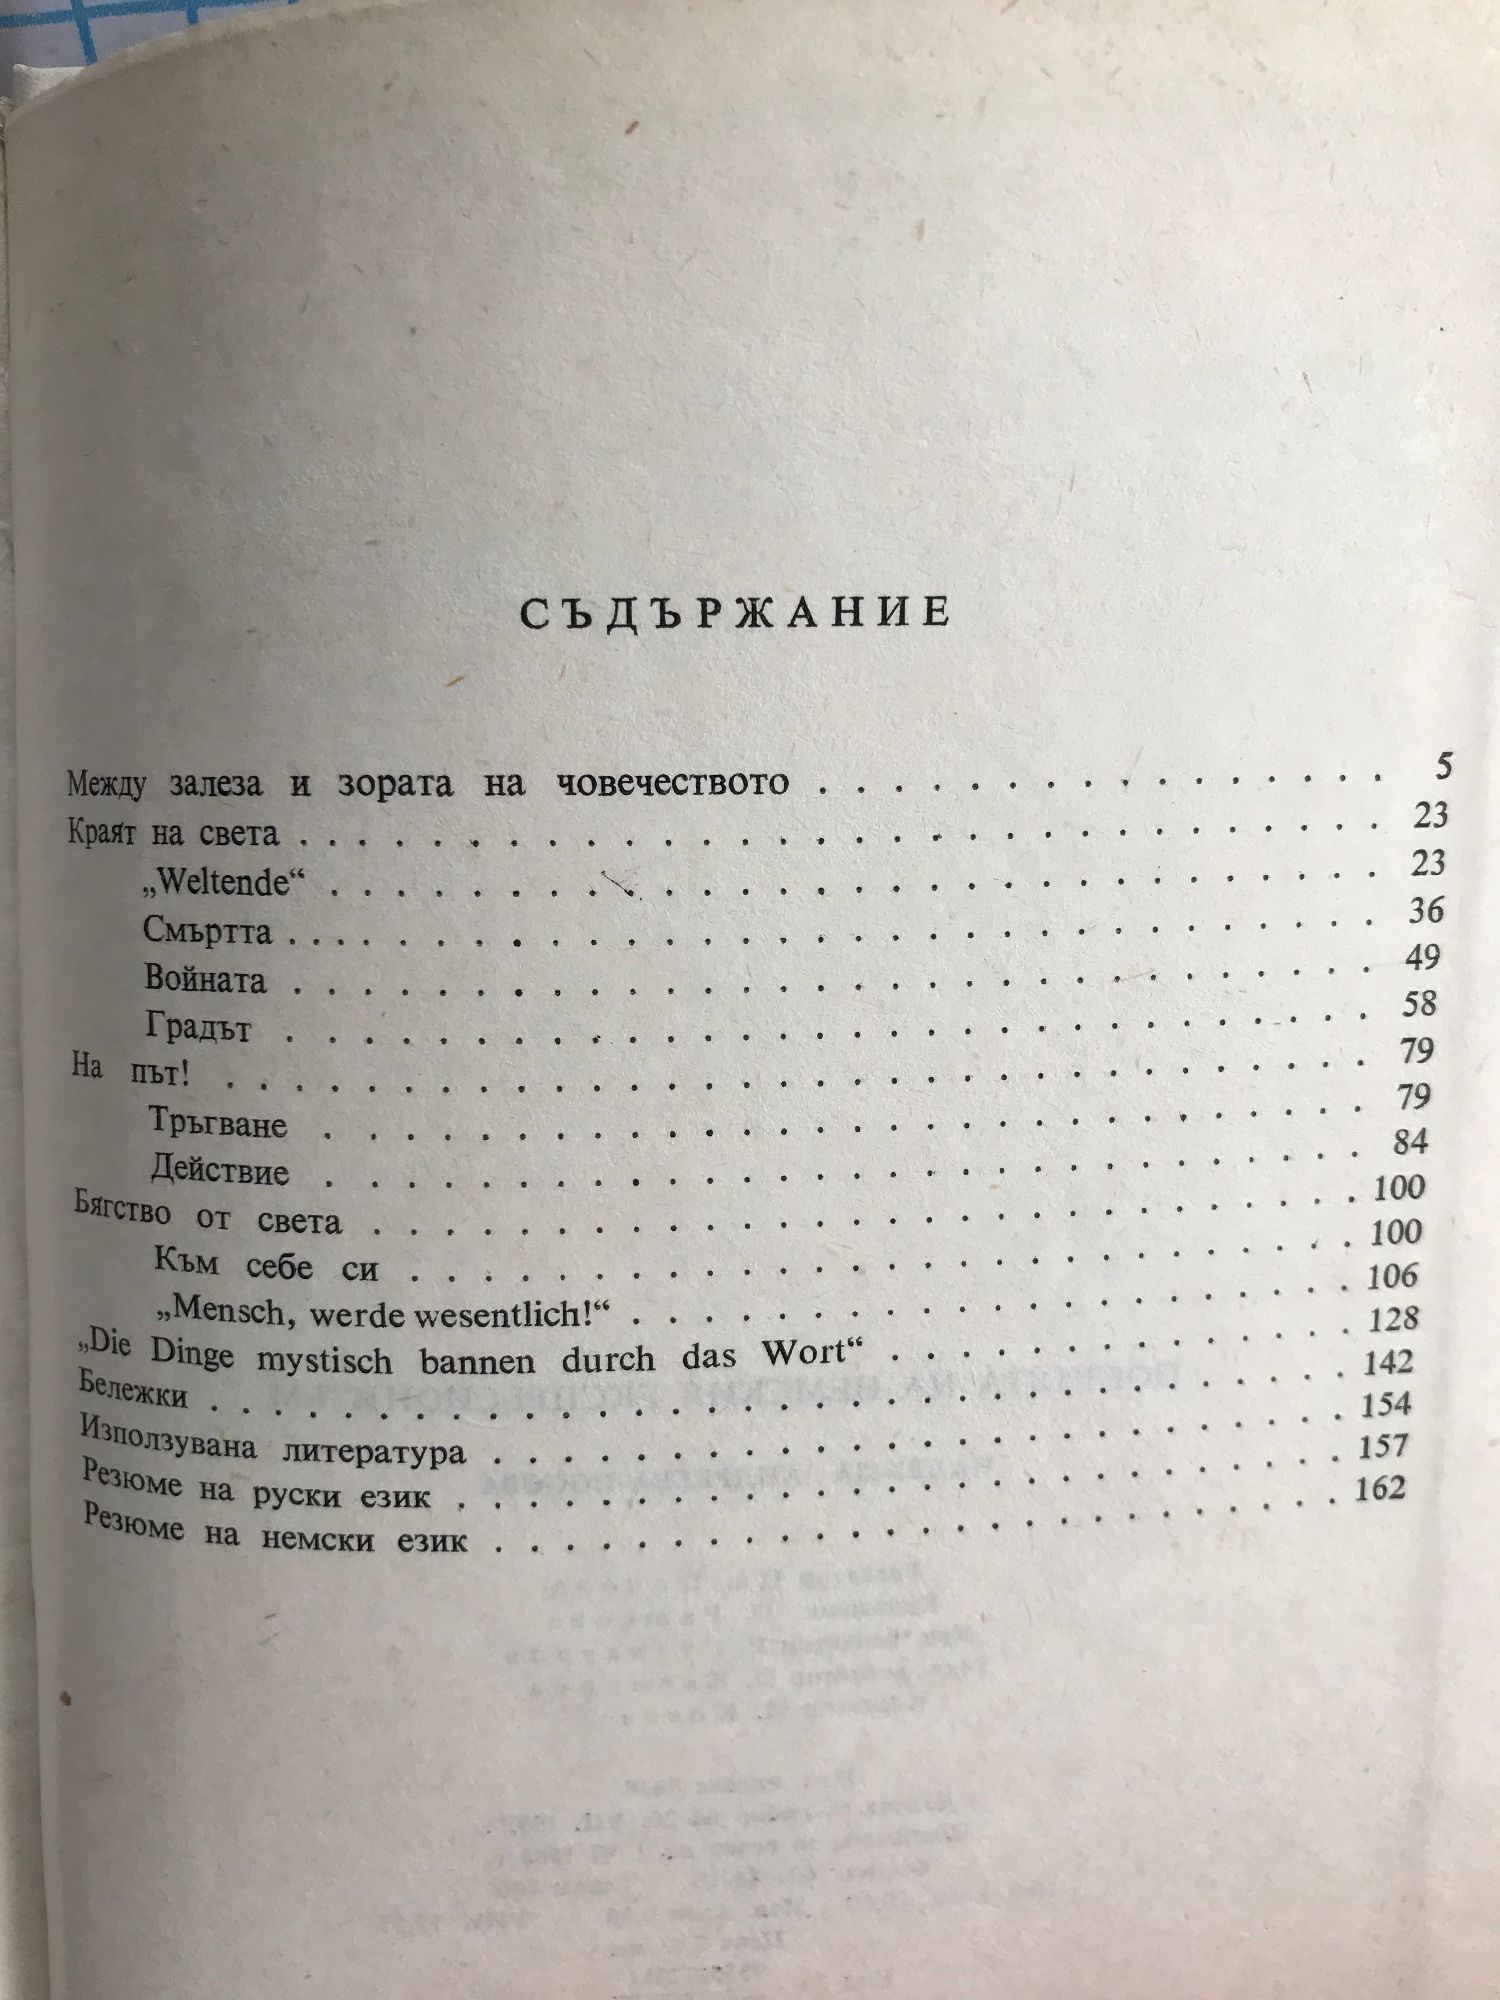 СЪДЪРЖАНИЕ
Между залеза и зората на човечеството . . . . . . . . . . . . . . . . 5
Краят на света . . . . . . . . . . . . . . . . . . . . . . . . . . . 23
„Weltende“ . . . . . . . . . . . . . . . . . . . . . . . . . . . 23
Смъртта . . . . . . . . . . . . . . . . . . . . . . . . . . . . 36
Войната . . . . . . . . . . . . . . . . . . . . . . . . . . . . 49
Градът . . . . . . . . . . . . . . . . . . . . . . . . . . . . 58
На път! . . . . . . . . . . . . . . . . . . . . . . . . . . . . . 79
Тръгване . . . . . . . . . . . . . . . . . . . . . . . . . . . 79
Действие . . . . . . . . . . . . . . . . . . . . . . . . . . . 84
Бягство от света . . . . . . . . . . . . . . . . . . . . . . . . . 100
Към себе си . . . . . . . . . . . . . . . . . . . . . . . . . 100
„Mensch, werde wesentlich!“ . . . . . . . . . . . . . . . . . . 106
„Die Dinge mystisch bannen durch das Wort“ . . . . . . . . . . . . 128
Бележки . . . . . . . . . . . . . . . . . . . . . . . . . . . . . 142
Използувана литература . . . . . . . . . . . . . . . . . . . . . . 154
Резюме на руски език . . . . . . . . . . . . . . . . . . . . . . . 157
Резюме на немски език . . . . . . . . . . . . . . . . . . . . . . 162